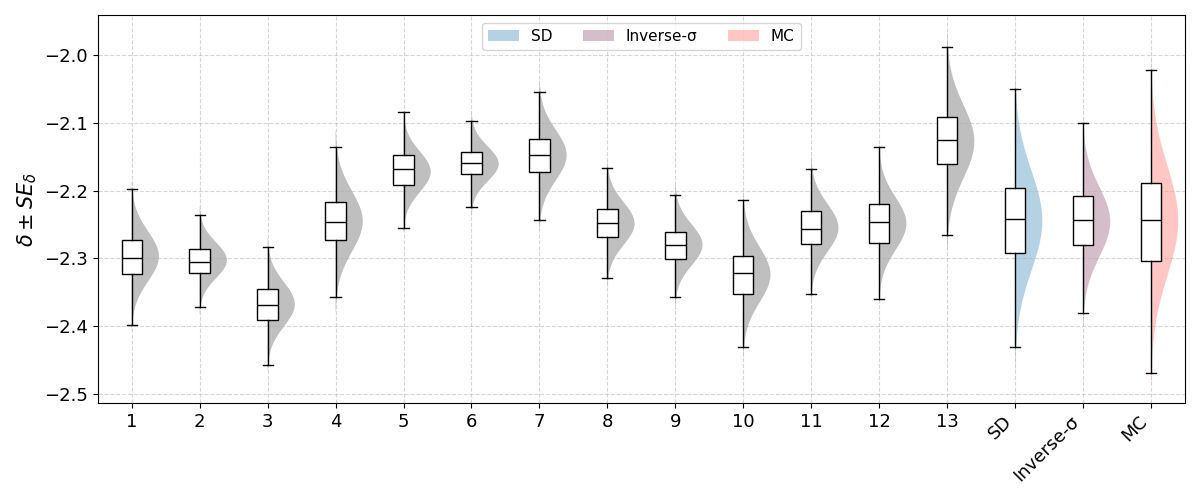 SD Inverse-σ MC
δ ± SE_δ
−2.0
−2.1
−2.2
−2.3
−2.4
−2.5
1 2 3 4 5 6 7 8 9 10 11 12 13 SD Inverse-σ MC